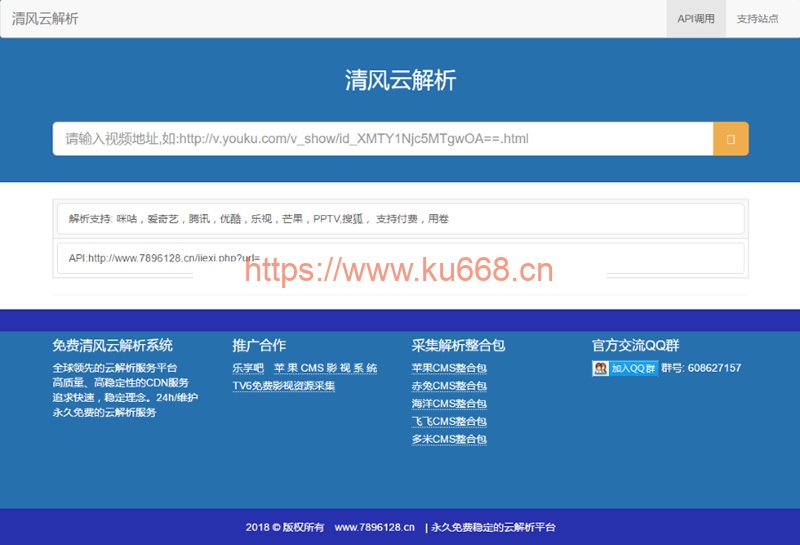 清风云解析
API调用 支持站点
清风云解析
请输入视频地址,如:http://v.youku.com/v_show/id_XMTY1Njc5MTgwOA==.html
解析支持: 咪咕，爱奇艺，腾讯，优酷，乐视，芒果，PPTV,搜狐， 支持付费，用卷
API:http://www.7896128.cn/jiexi.php?url=
https://www.ku668.cn
免费清风云解析系统
全球领先的云解析服务平台
高质量、高稳定性的CDN服务
追求快速，稳定理念。24h/维护
永久免费的云解析服务
推广合作
乐享吧 苹果CMS影视系统
TV6免费影视资源采集
采集解析整合包
苹果CMS整合包
赤兔CMS整合包
海洋CMS整合包
飞飞CMS整合包
多米CMS整合包
官方交流QQ群
加入QQ群 群号: 608627157
2018 © 版权所有 www.7896128.cn | 永久免费稳定的云解析平台